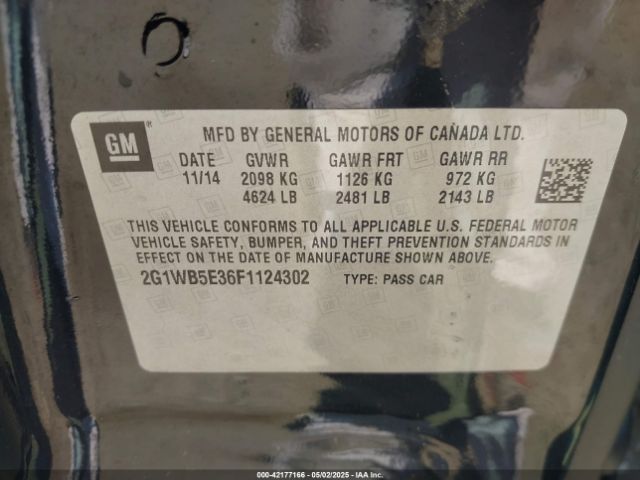 GM
MFD BY GENERAL MOTORS OF CANADA LTD.
DATE GVWR GAWR FRT GAWR RR
11/14 2098 KG 1126 KG 972 KG
4624 LB 2481 LB 2143 LB
THIS VEHICLE CONFORMS TO ALL APPLICABLE U.S. FEDERAL MOTOR
VEHICLE SAFETY, BUMPER, AND THEFT PREVENTION STANDARDS IN
EFFECT ON THE DATE OF MANUFACTURE SHOWN ABOVE.
2G1WB5E36F1124302 TYPE: PASS CAR
000-42177166 - 05/02/2025 - IAA Inc.